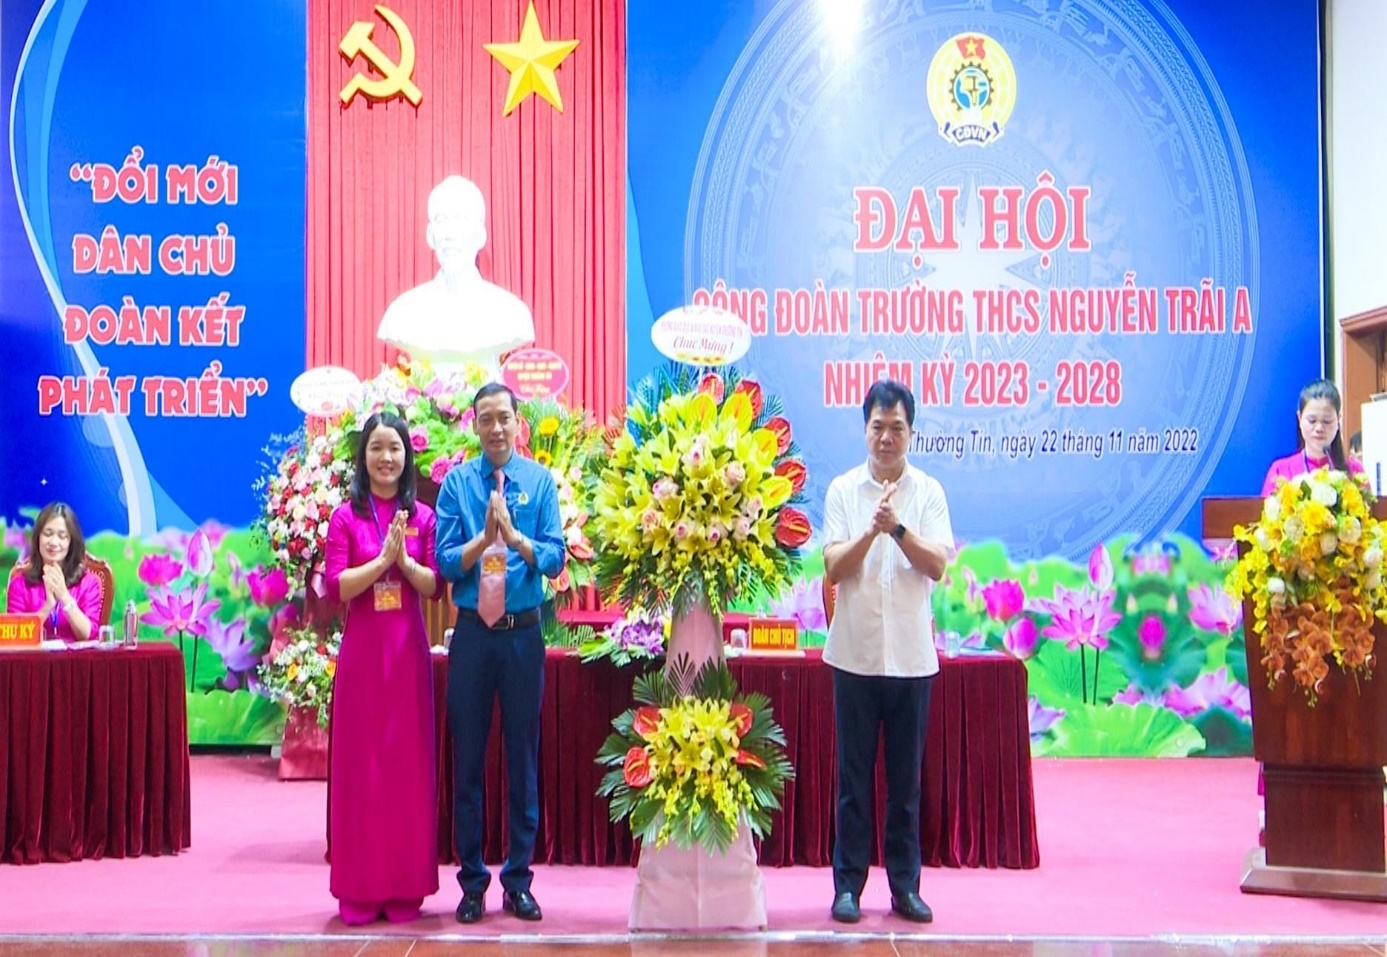 “ĐỔI MỚI
DÂN CHỦ
ĐOÀN KẾT
PHÁT TRIỂN”
CĐVN
ĐẠI HỘI
CÔNG ĐOÀN TRƯỜNG THCS NGUYỄN TRÃI A
NHIỆM KỲ 2023 - 2028
Thường Tín, ngày 22 tháng 11 năm 2022
Chúc Mừng !
THƯ KÝ
ĐOÀN CHỦ TỊCH